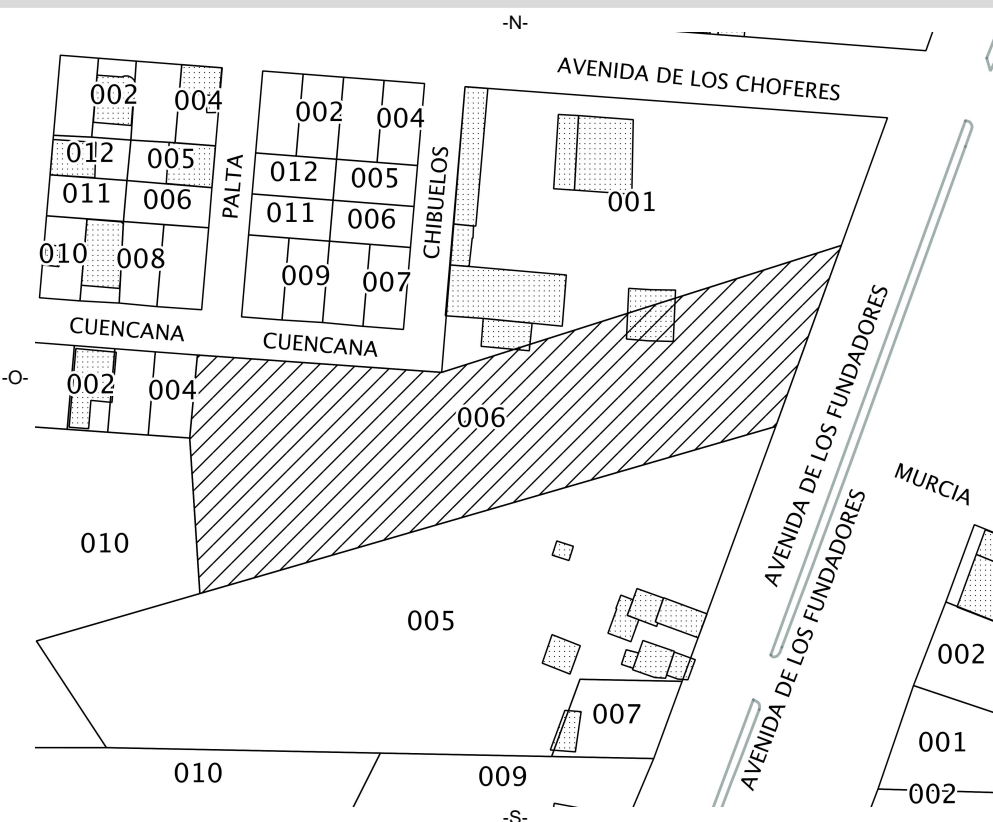 -N-
AVENIDA DE LOS CHOFERES
002
004
002
004
012
005
012
005
001
PALTA
CHIBUELOS
011
006
011
006
010
008
009
007
CUENCANA
CUENCANA
-O-
002
004
006
AVENIDA DE LOS FUNDADORES
MURCIA
010
AVENIDA DE LOS FUNDADORES
005
002
007
001
010
009
002
-S-